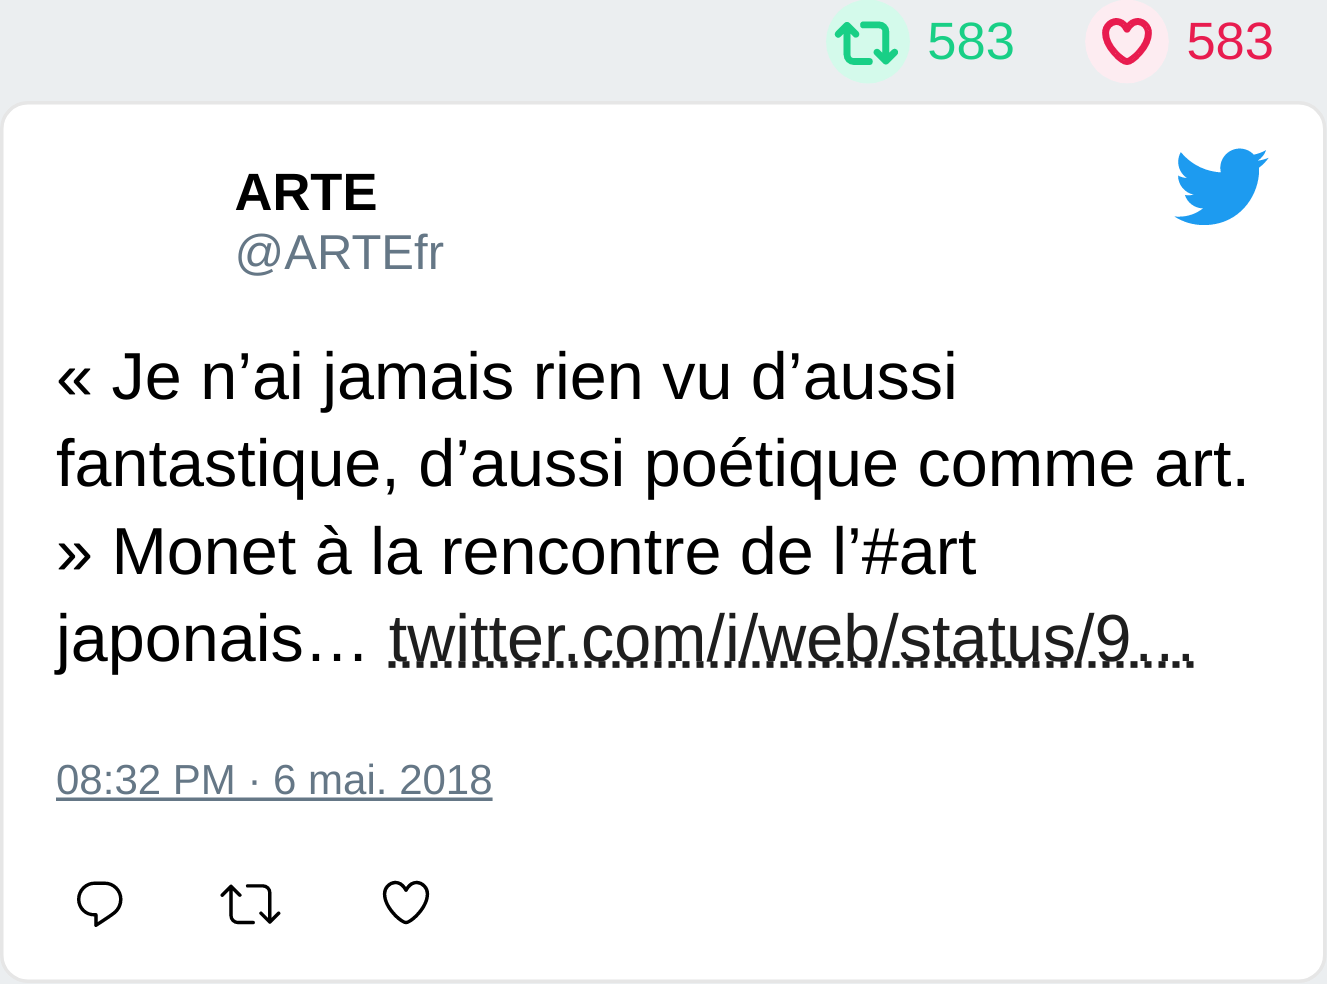 583 583
ARTE
@ARTEfr
« Je n’ai jamais rien vu d’aussi
fantastique, d’aussi poétique comme art.
» Monet à la rencontre de l’#art
japonais… twitter.com/i/web/status/9…
08:32 PM · 6 mai. 2018